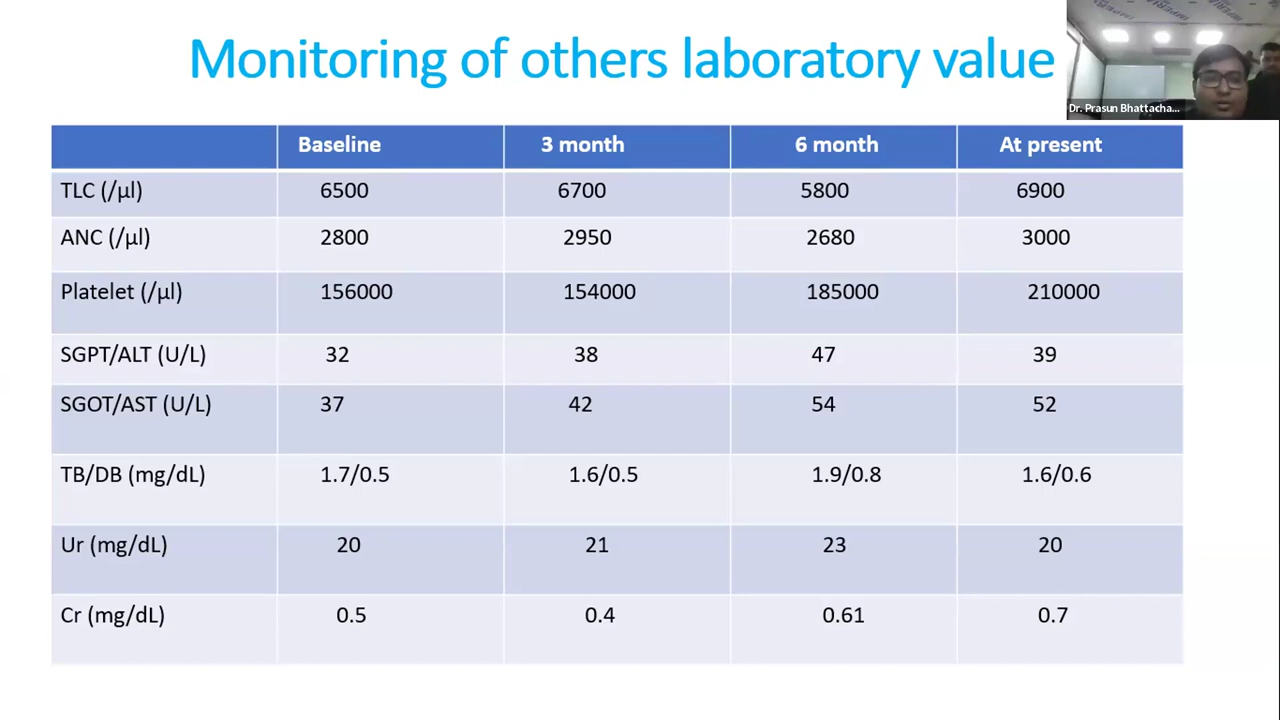 Monitoring of others laboratory value
Dr. Prasun Bhattacha...
Baseline 3 month 6 month At present
TLC (/µl) 6500 6700 5800 6900
ANC (/µl) 2800 2950 2680 3000
Platelet (/µl) 156000 154000 185000 210000
SGPT/ALT (U/L) 32 38 47 39
SGOT/AST (U/L) 37 42 54 52
TB/DB (mg/dL) 1.7/0.5 1.6/0.5 1.9/0.8 1.6/0.6
Ur (mg/dL) 20 21 23 20
Cr (mg/dL) 0.5 0.4 0.61 0.7